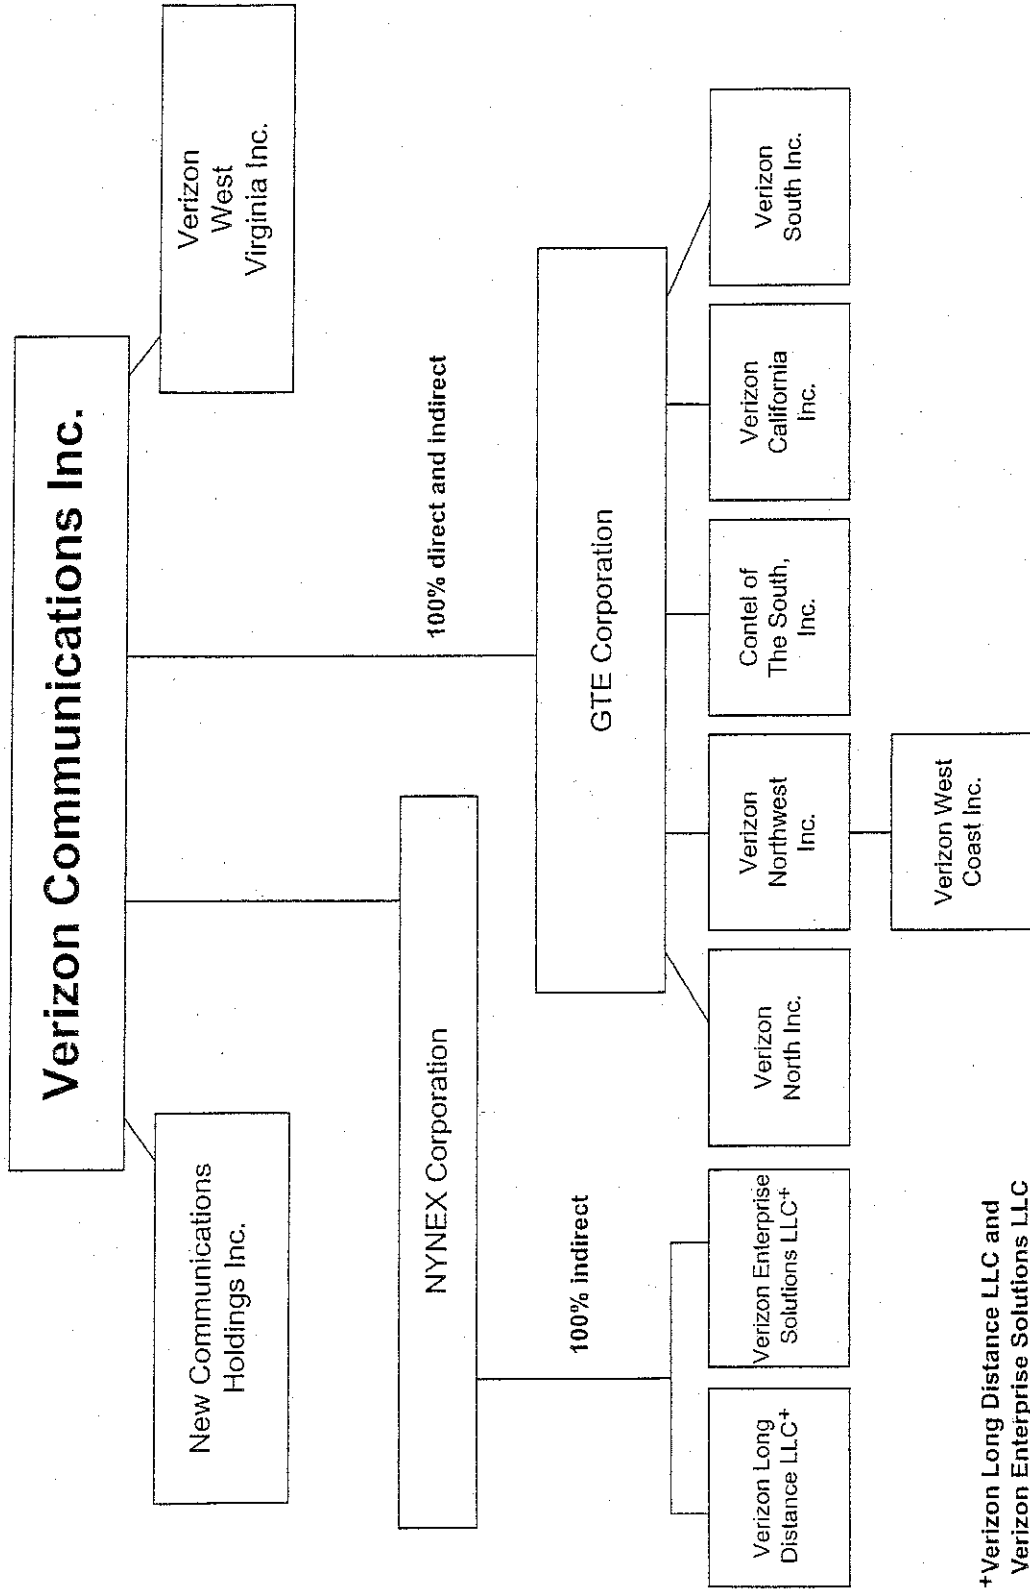 Verizon Communications Inc.
New Communications
Holdings Inc.
Verizon
West
Virginia Inc.
NYNEX Corporation
100% direct and indirect
GTE Corporation
100% indirect
Verizon Long
Distance LLC+
Verizon Enterprise
Solutions LLC+
Verizon
North Inc.
Verizon
Northwest
Inc.
Contel of
The South,
Inc.
Verizon
California
Inc.
Verizon
South Inc.
Verizon West
Coast Inc.
+Verizon Long Distance LLC and
Verizon Enterprise Solutions LLC